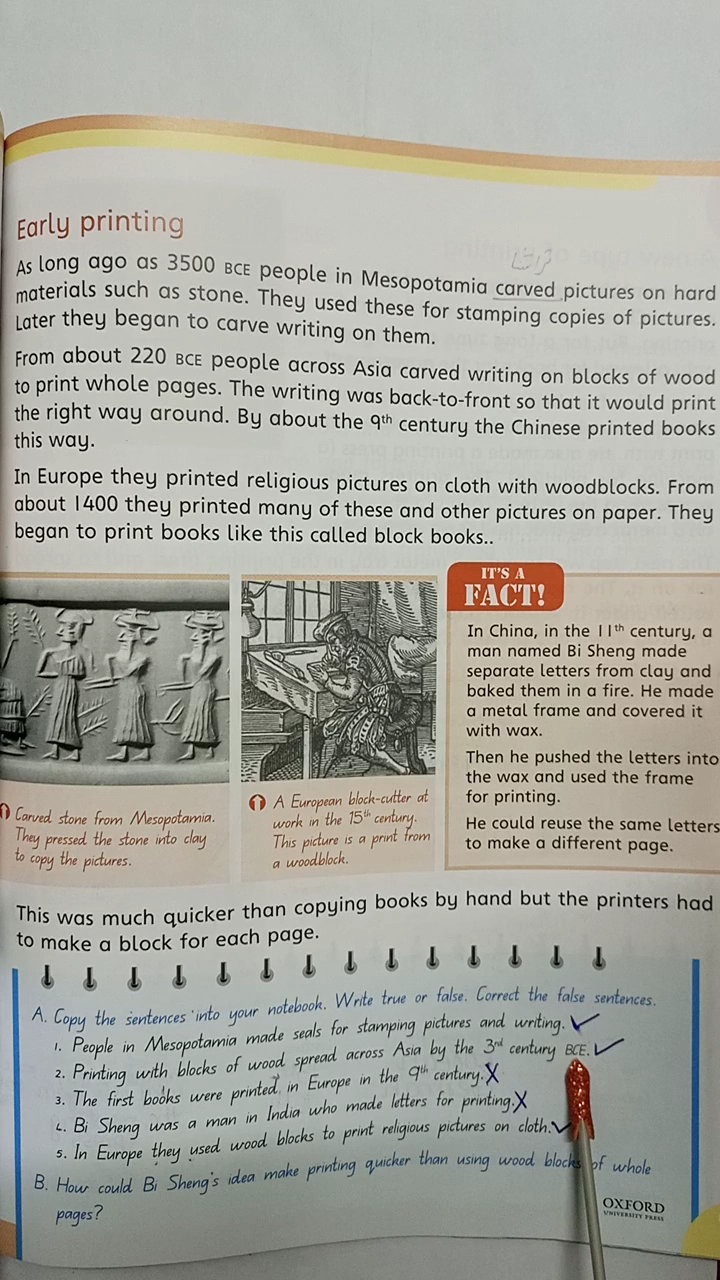 Early printing
As long ago as 3500 BCE people in Mesopotamia carved pictures on hard
materials such as stone. They used these for stamping copies of pictures.
Later they began to carve writing on them.
From about 220 BCE people across Asia carved writing on blocks of wood
to print whole pages. The writing was back-to-front so that it would print
the right way around. By about the 9th century the Chinese printed books
this way.
In Europe they printed religious pictures on cloth with woodblocks. From
about 1400 they printed many of these and other pictures on paper. They
began to print books like this called block books..
Carved stone from Mesopotamia.
They pressed the stone into clay
to copy the pictures.
A European block-cutter at
work in the 15th century.
This picture is a print from
a woodblock.
IT'S A
FACT!
In China, in the 11th century, a
man named Bi Sheng made
separate letters from clay and
baked them in a fire. He made
a metal frame and covered it
with wax.
Then he pushed the letters into
the wax and used the frame
for printing.
He could reuse the same letters
to make a different page.
This was much quicker than copying books by hand but the printers had
to make a block for each page.
A. Copy the sentences into your notebook. Write true or false. Correct the false sentences.
1. People in Mesopotamia made seals for stamping pictures and writing. ✓
2. Printing with blocks of wood spread across Asia by the 3rd century BCE. ✓
3. The first books were printed in Europe in the 9th century. X
4. Bi Sheng was a man in India who made letters for printing. X
5. In Europe they used wood blocks to print religious pictures on cloth. ✓
B. How could Bi Sheng's idea make printing quicker than using wood blocks of whole
pages?
OXFORD
UNIVERSITY PRESS